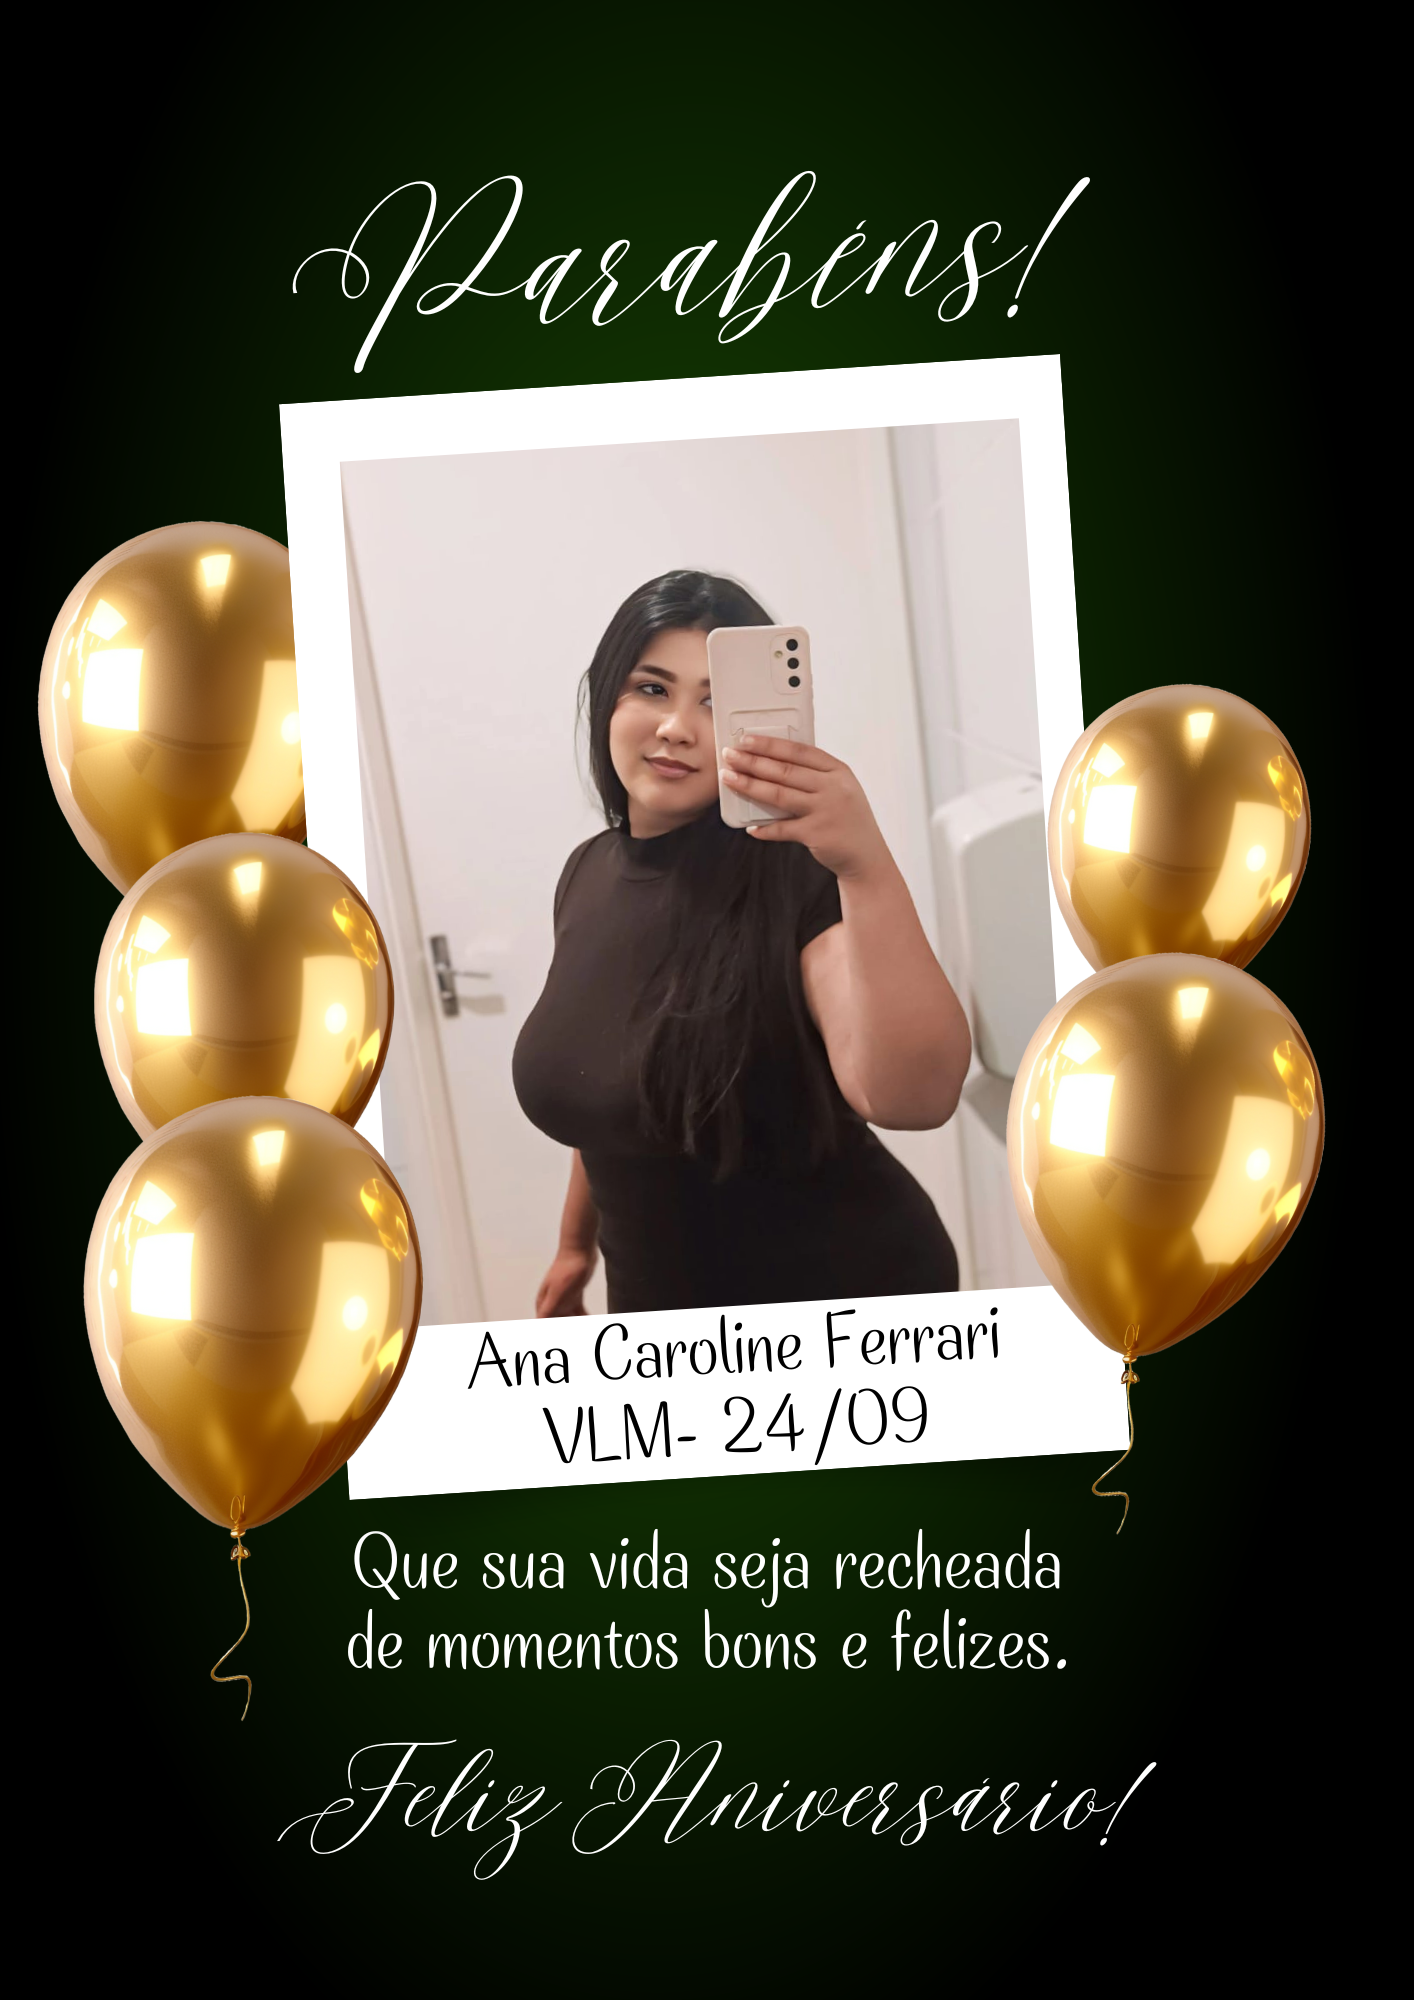 Parabéns!
Ana Caroline Ferrari
VLM- 24/09
Que sua vida seja recheada
de momentos bons e felizes.
Feliz Aniversário!